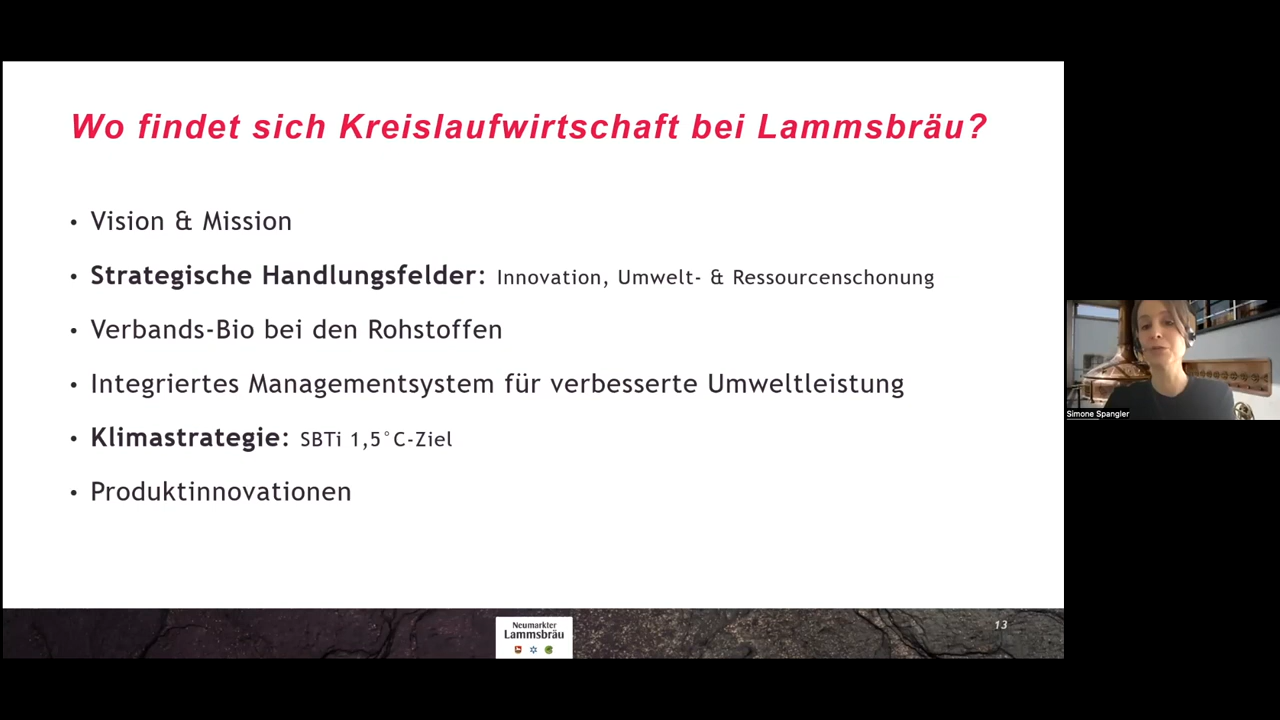 Wo findet sich Kreislaufwirtschaft bei Lammsbräu?
• Vision & Mission
• Strategische Handlungsfelder: Innovation, Umwelt- & Ressourcenschonung
• Verbands-Bio bei den Rohstoffen
• Integriertes Managementsystem für verbesserte Umweltleistung
• Klimastrategie: SBTi 1,5°C-Ziel
• Produktinnovationen
Simone Spangler
Neumarkter
Lammsbräu
13